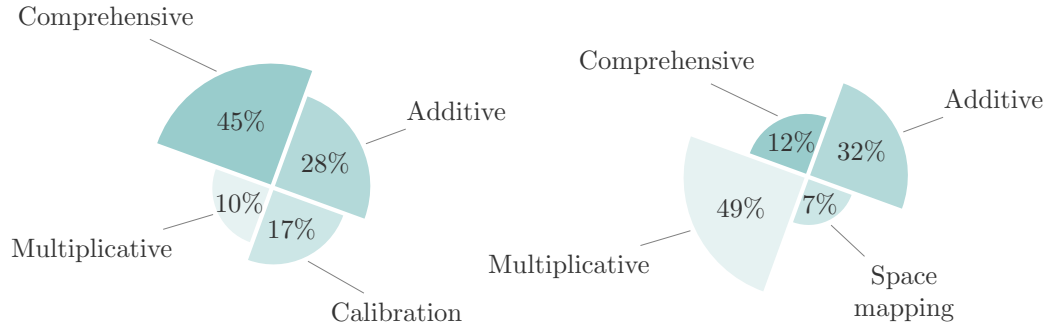 Comprehensive
45%
Additive
28%
10%
17%
Multiplicative
Calibration
Comprehensive
12%
Additive
32%
49%
7%
Multiplicative
Space
mapping